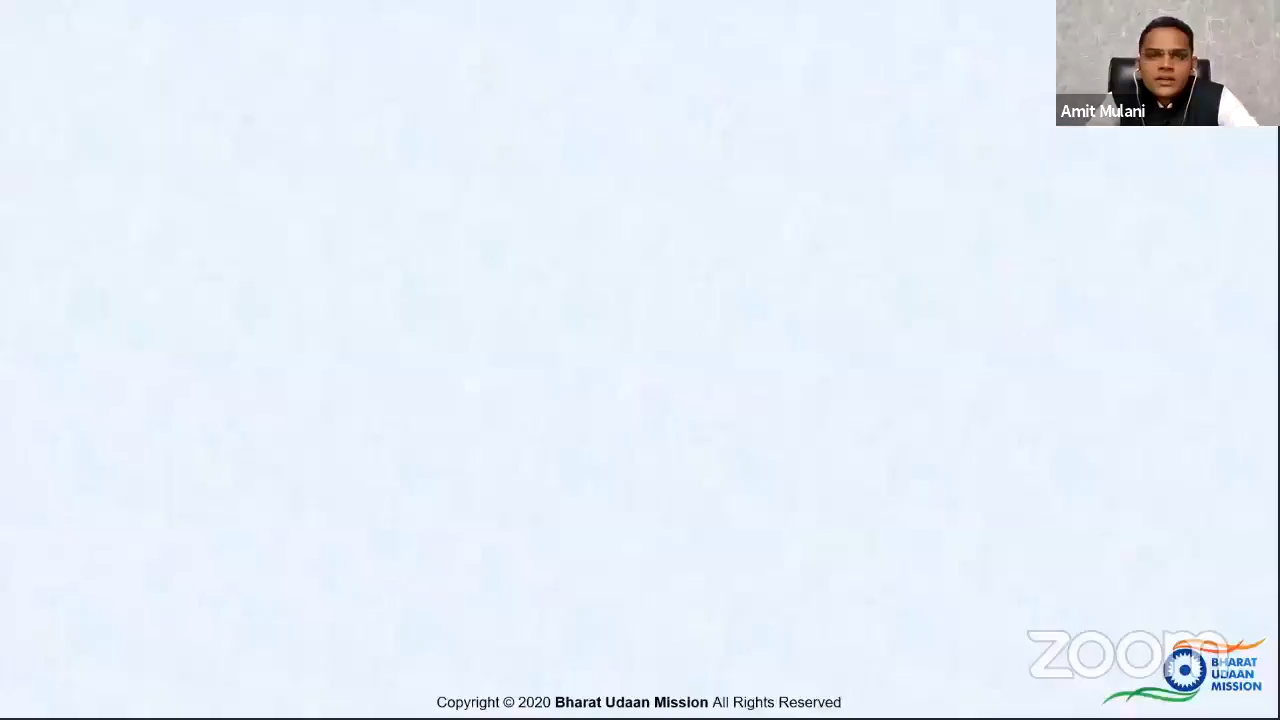 Amit Mulani
zoom
BHARAT
UDAAN
MISSION
Copyright © 2020 Bharat Udaan Mission All Rights Reserved